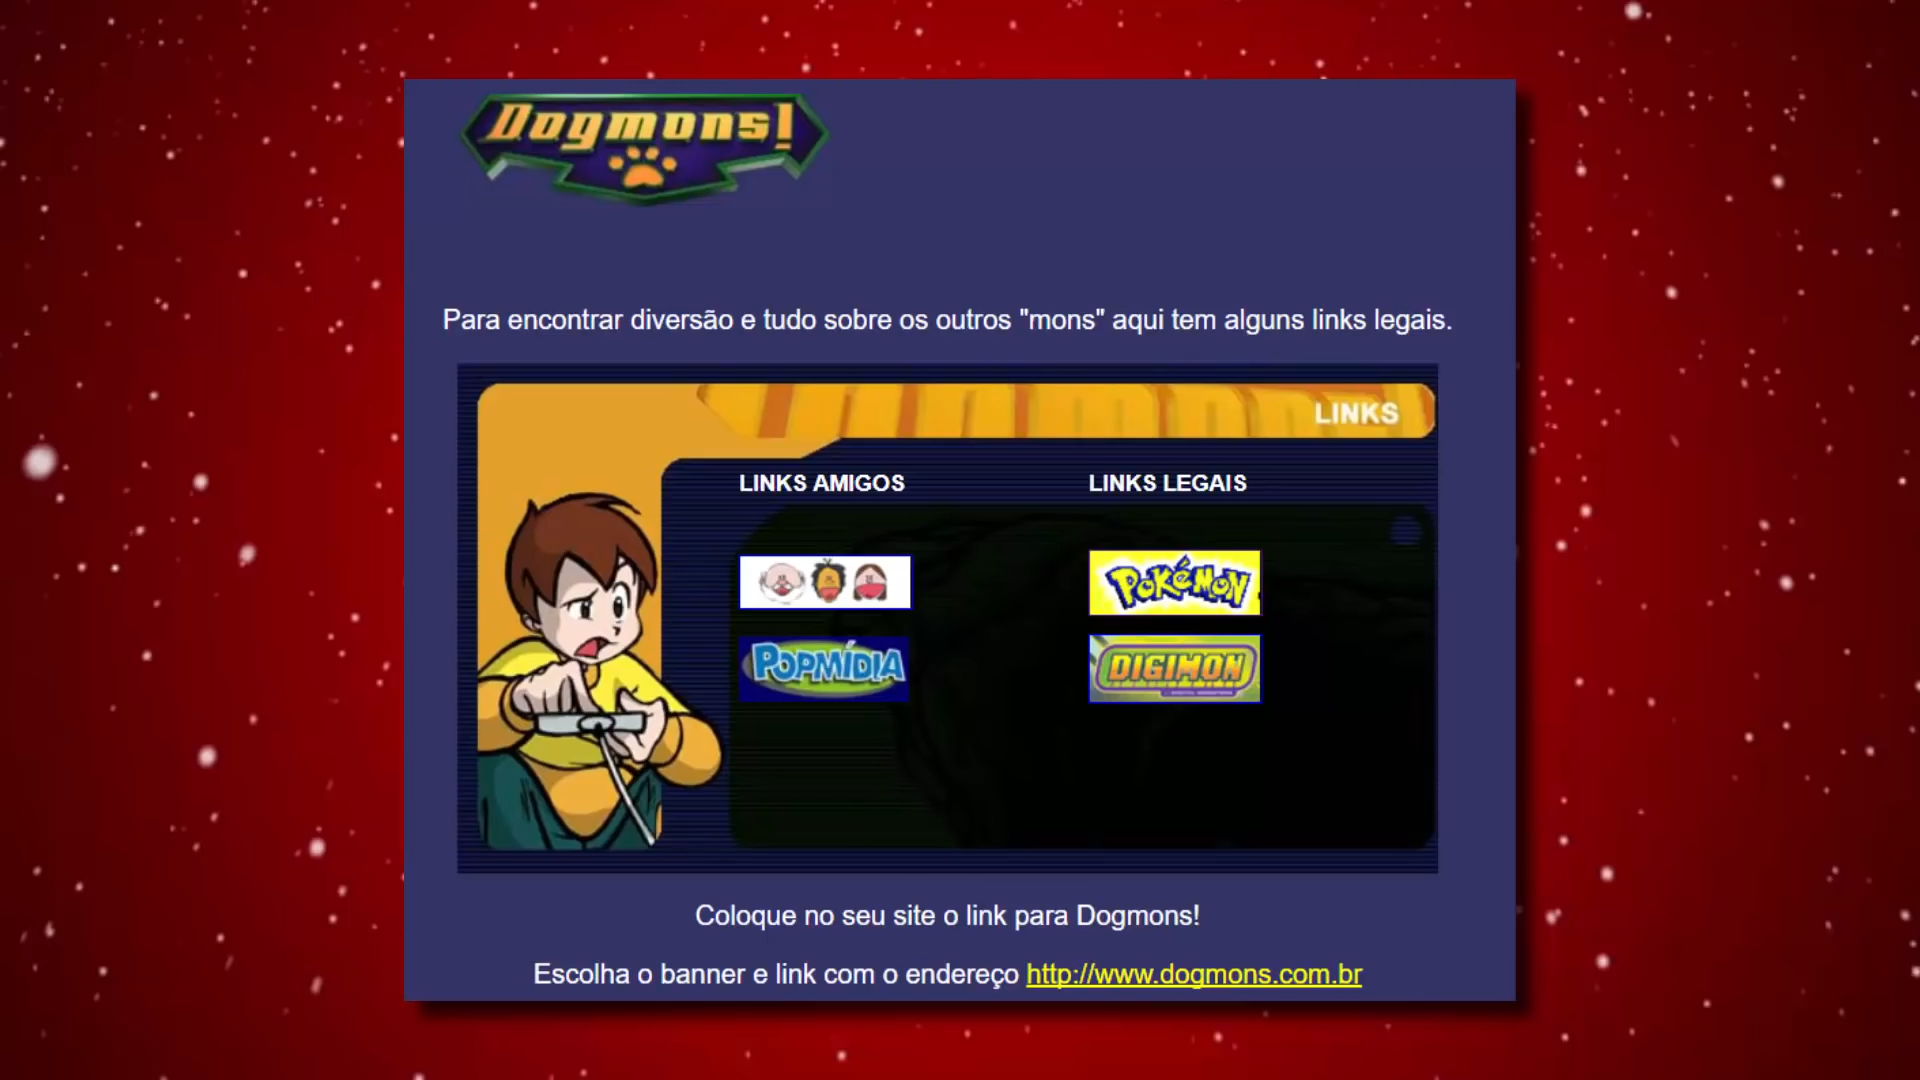 Dogmons!
Para encontrar diversão e tudo sobre os outros "mons" aqui tem alguns links legais.
LINKS
LINKS AMIGOS
LINKS LEGAIS
POKéMON
POPMÍDIA
DIGIMON
Coloque no seu site o link para Dogmons!
Escolha o banner e link com o endereço http://www.dogmons.com.br